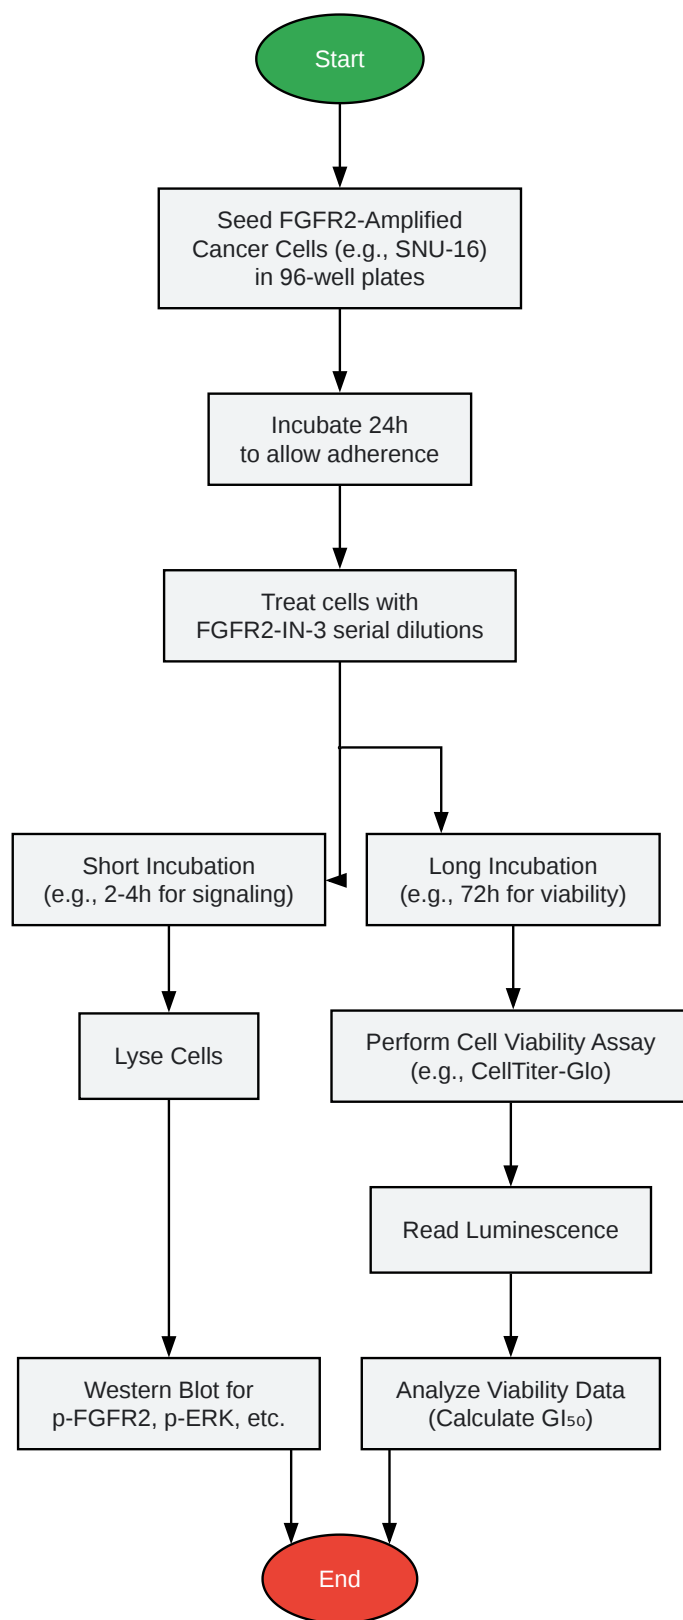 Start
Seed FGFR2-Amplified
Cancer Cells (e.g., SNU-16)
in 96-well plates
Incubate 24h
to allow adherence
Treat cells with
FGFR2-IN-3 serial dilutions
Short Incubation
(e.g., 2-4h for signaling)
Long Incubation
(e.g., 72h for viability)
Lyse Cells
Perform Cell Viability Assay
(e.g., CellTiter-Glo)
Read Luminescence
Western Blot for
p-FGFR2, p-ERK, etc.
Analyze Viability Data
(Calculate GI₅₀)
End